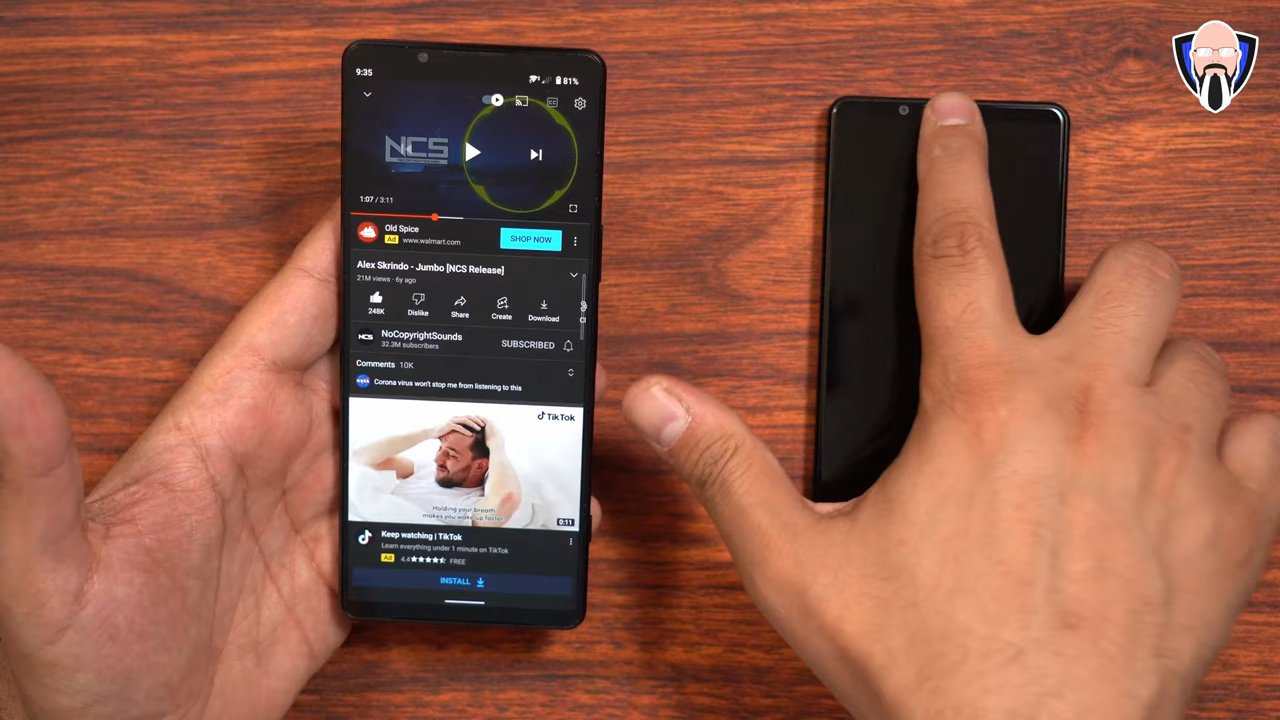 9:35
81%
CC
NCS
1:07 / 3:11
Old Spice
Ad www.walmart.com
SHOP NOW
Alex Skrindo - Jumbo [NCS Release]
21M views · 6y ago
248K
Dislike
Share
Create
Download
NCS
NoCopyrightSounds
32.3M subscribers
SUBSCRIBED
Comments 10K
NASA
Corona virus won't stop me from listening to this
TikTok
Holding your breath
makes you wake up faster
0:11
Keep watching | TikTok
Learn everything under 1 minute on TikTok
Ad 4.4★★★★★ FREE
INSTALL